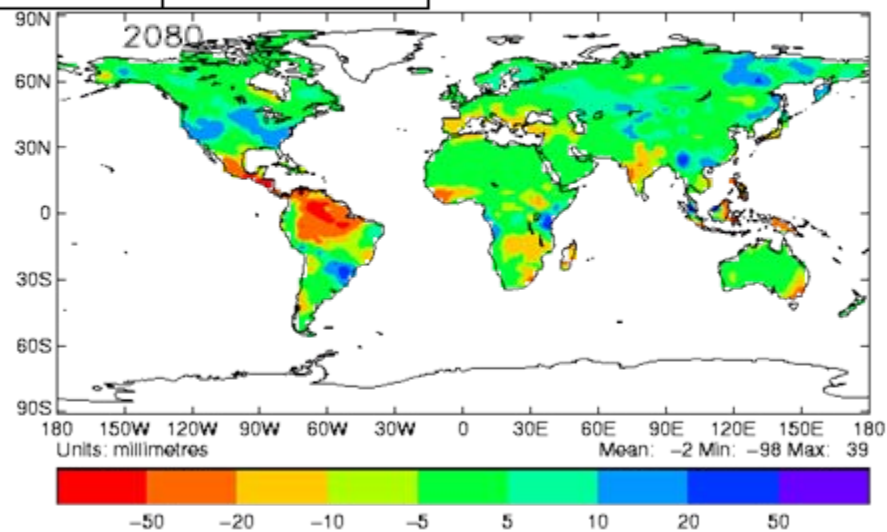 2080
90N
60N
30N
0
30S
60S
90S
180 150W 120W 90W 60W 30W 0 30E 60E 90E 120E 150E 180
Units: millimetres Mean: −2 Min: −98 Max: 39
−50 −20 −10 −5 5 10 20 50